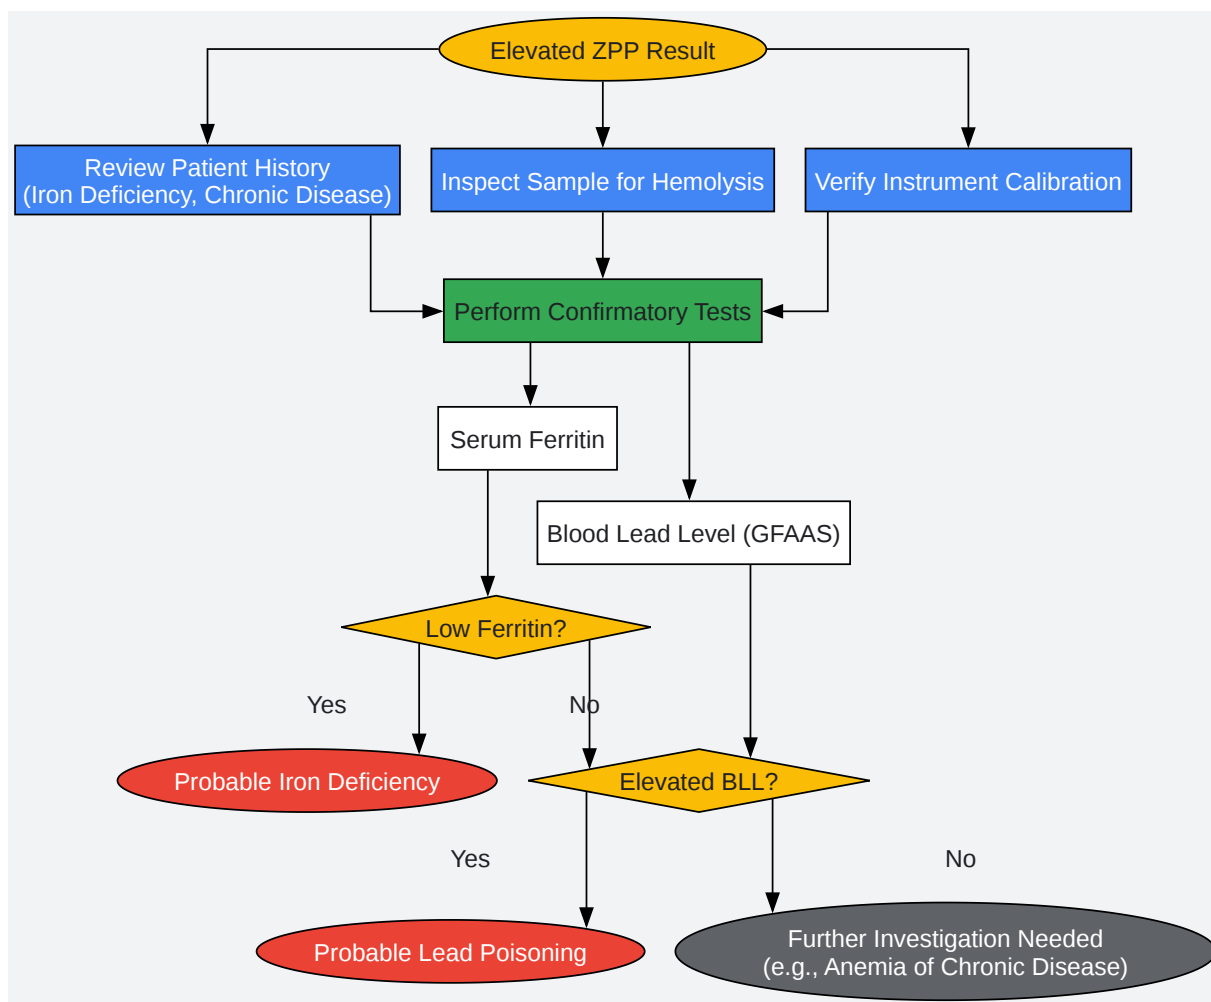 Elevated ZPP Result
Review Patient History
(Iron Deficiency, Chronic Disease)
Inspect Sample for Hemolysis
Verify Instrument Calibration
Perform Confirmatory Tests
Serum Ferritin
Blood Lead Level (GFAAS)
Low Ferritin?
Yes
No
Probable Iron Deficiency
Elevated BLL?
Yes
No
Probable Lead Poisoning
Further Investigation Needed
(e.g., Anemia of Chronic Disease)